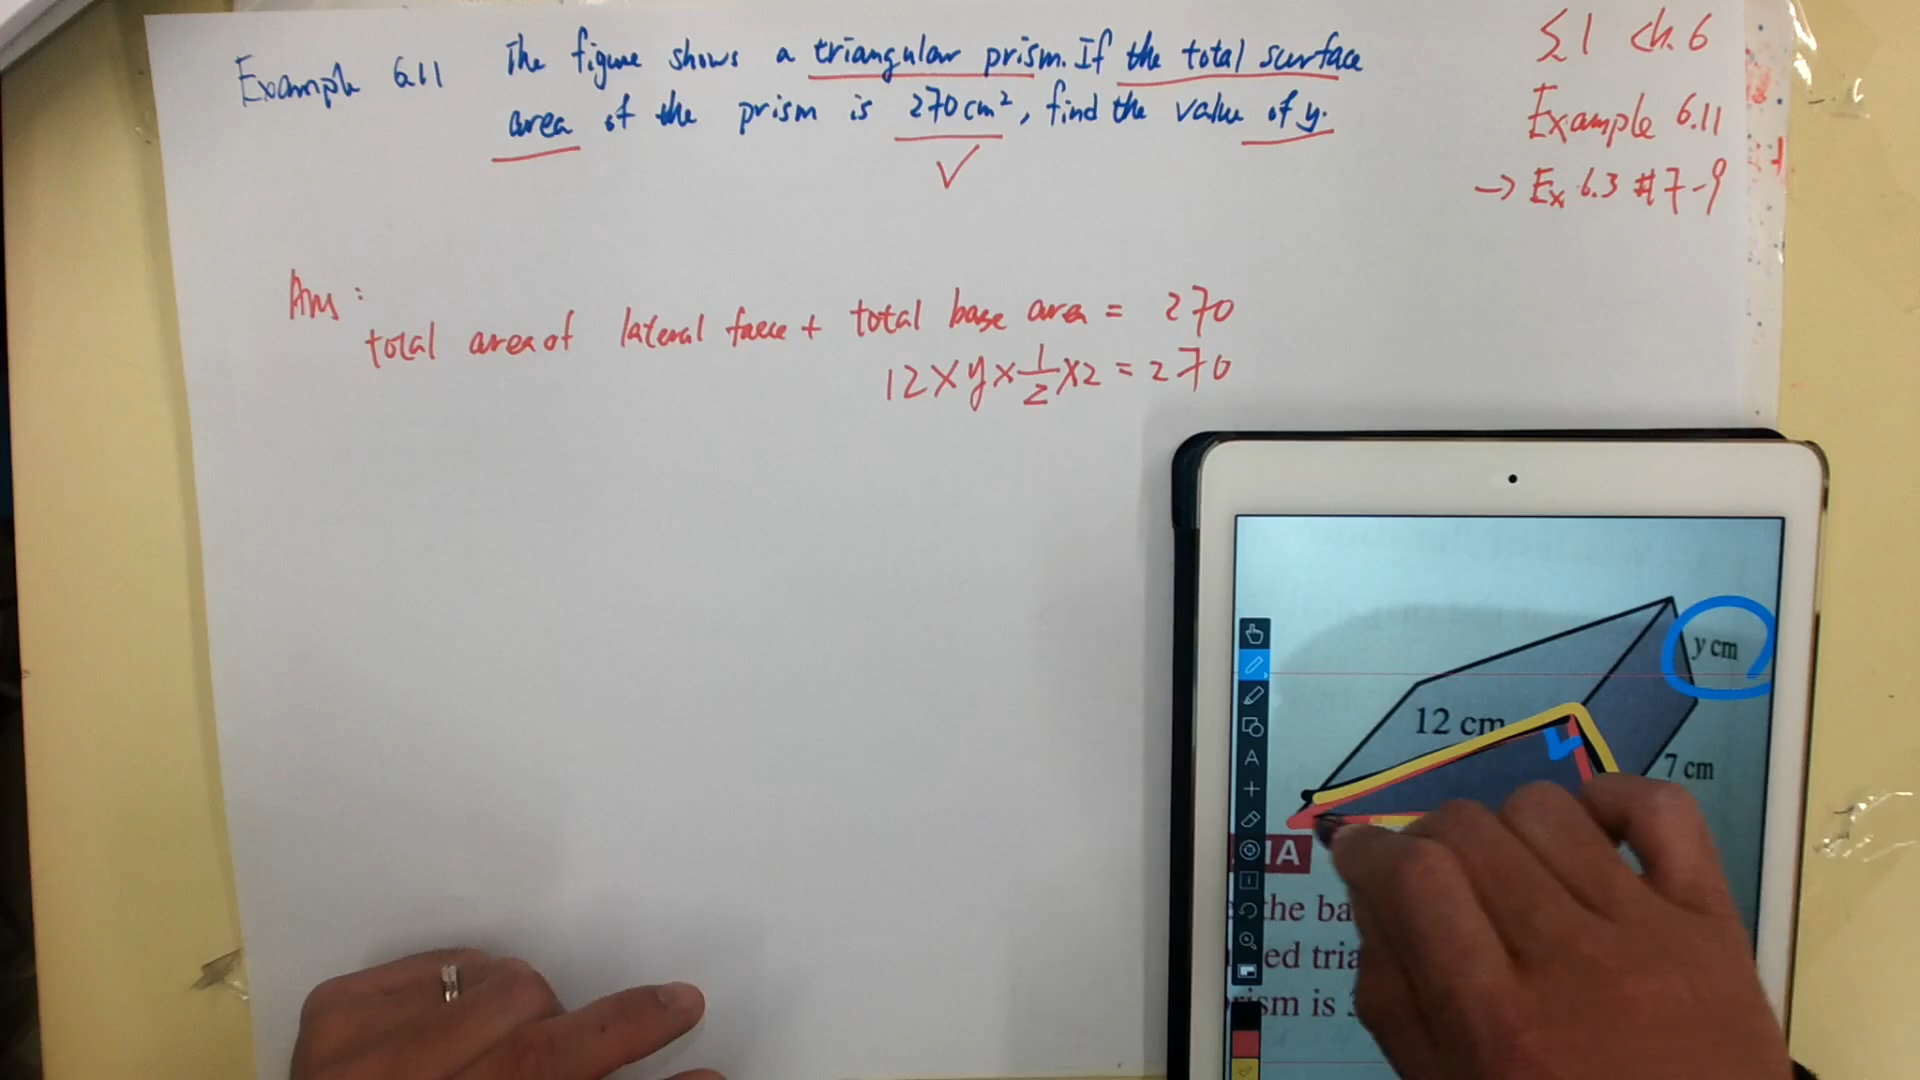 Example 6.11 The figure shows a triangular prism. If the total surface
area of the prism is 270 cm², find the value of y.
S1 ch.6
Example 6.11
→ Ex 6.3 #7-9
Ans:
total area of lateral faces + total base area = 270
12 × y × 1/2 × 2 = 270
y cm
12 cm
7 cm
A
the ba
ed tria
ism is 3